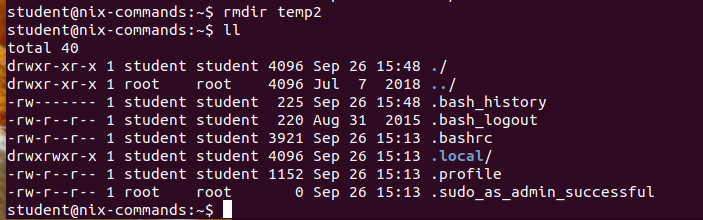 student@nix-commands:~$ rmdir temp2
student@nix-commands:~$ ll
total 40
drwxr-xr-x 1 student student 4096 Sep 26 15:48 ./
drwxr-xr-x 1 root    root    4096 Jul  7  2018 ../
-rw------- 1 student student  225 Sep 26 15:48 .bash_history
-rw-r--r-- 1 student student  220 Aug 31  2015 .bash_logout
-rw-r--r-- 1 student student 3921 Sep 26 15:13 .bashrc
drwxrwxr-x 1 student student 4096 Sep 26 15:13 .local/
-rw-r--r-- 1 student student 1152 Sep 26 15:13 .profile
-rw-r--r-- 1 root    root       0 Sep 26 15:13 .sudo_as_admin_successful
student@nix-commands:~$